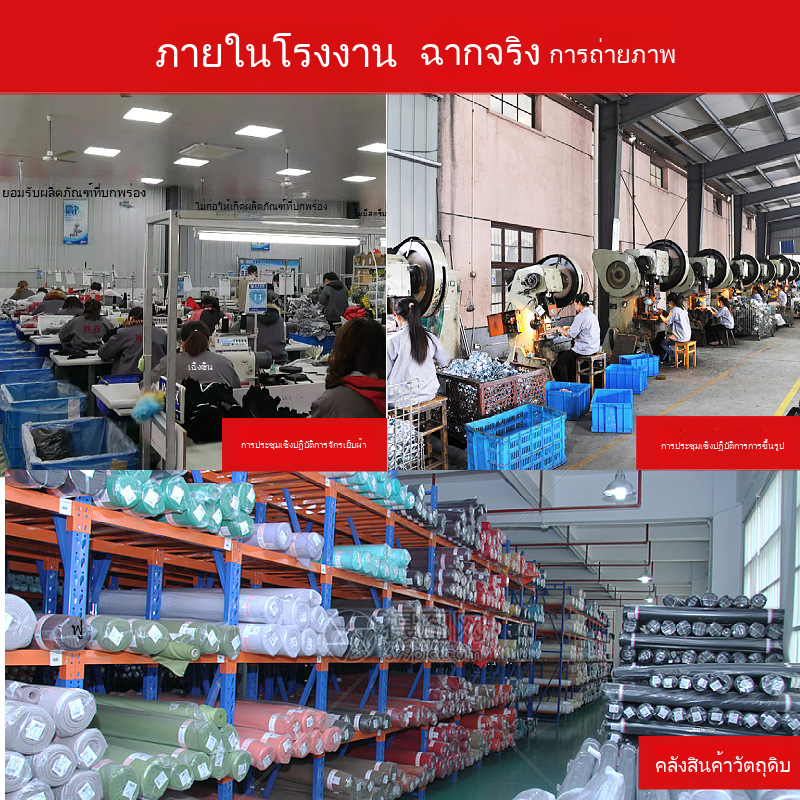 ภายในโรงงาน ฉากจริง การถ่ายภาพ
ยอมรับผลิตภัณฑ์ที่บกพร่อง
ไม่ก่อให้เกิดผลิตภัณฑ์ที่บกพร่อง
เฉิงซัน
การประชุมเชิงปฏิบัติการจักรเย็บผ้า
การประชุมเชิงปฏิบัติการการขึ้นรูป
ฟู
คลังสินค้าวัตถุดิบ